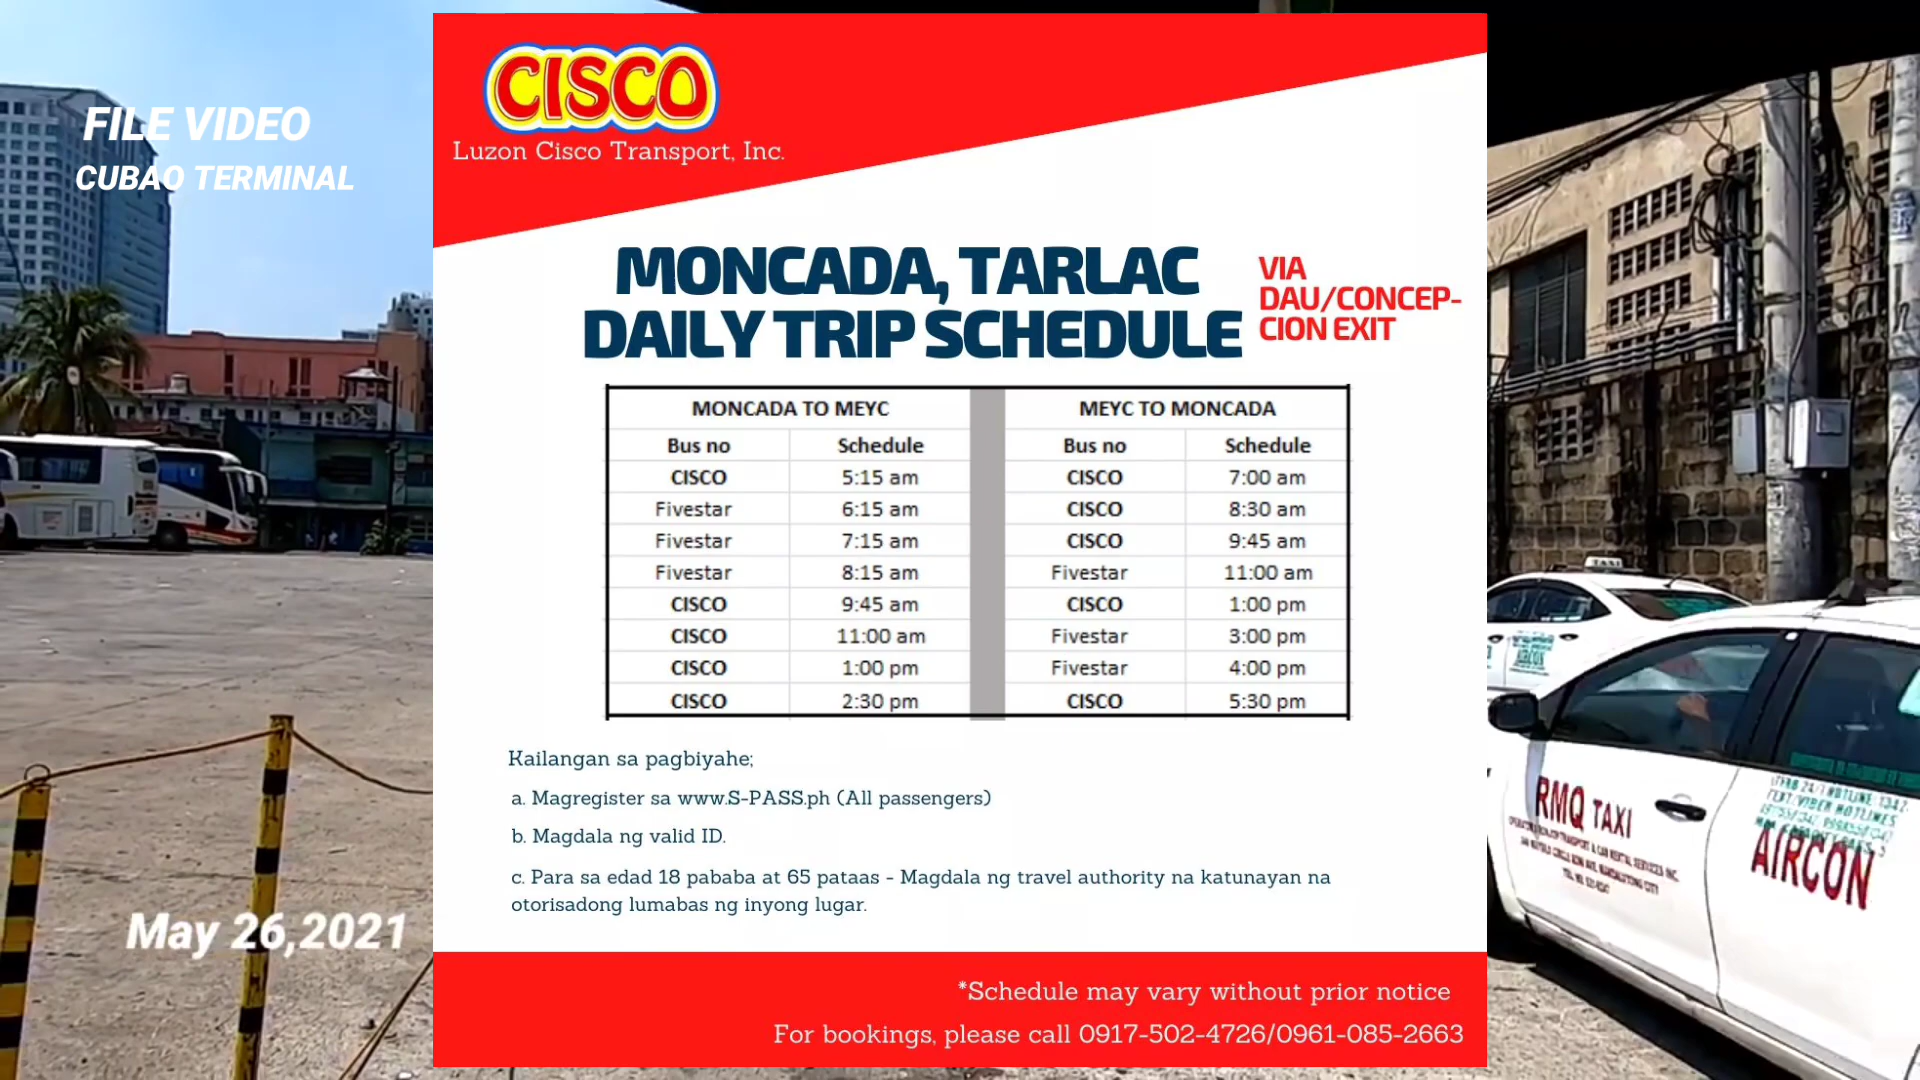 FILE VIDEO
CUBAO TERMINAL
May 26,2021
CISCO
Luzon Cisco Transport, Inc.
MONCADA, TARLAC
DAILY TRIP SCHEDULE
VIA
DAU/CONCEP-
CION EXIT
MONCADA TO MEYC MEYC TO MONCADA
Bus no Schedule Bus no Schedule
CISCO 5:15 am CISCO 7:00 am
Fivestar 6:15 am CISCO 8:30 am
Fivestar 7:15 am CISCO 9:45 am
Fivestar 8:15 am Fivestar 11:00 am
CISCO 9:45 am CISCO 1:00 pm
CISCO 11:00 am Fivestar 3:00 pm
CISCO 1:00 pm Fivestar 4:00 pm
CISCO 2:30 pm CISCO 5:30 pm
Kailangan sa pagbiyahe;
a. Magregister sa www.S-PASS.ph (All passengers)
b. Magdala ng valid ID.
c. Para sa edad 18 pababa at 65 pataas - Magdala ng travel authority na katunayan na
otorisadong lumabas ng inyong lugar.
*Schedule may vary without prior notice
For bookings, please call 0917-502-4726/0961-085-2663
TAXI
AIRCON
RMQ TAXI
AIRCON